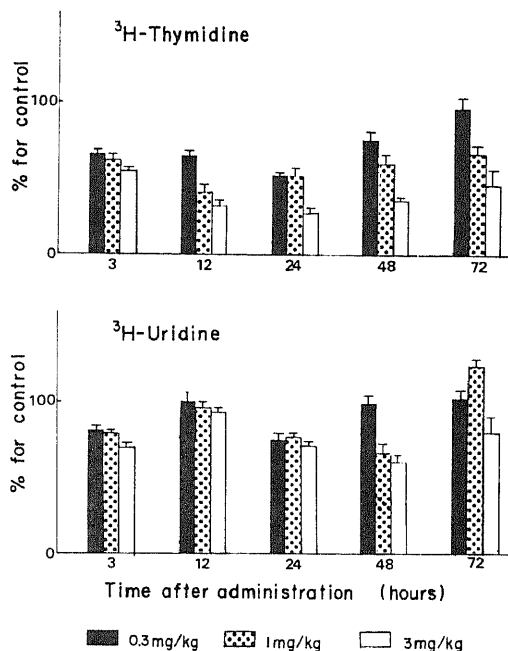 ³H-Thymidine
% for control
100
0
3 12 24 48 72
³H-Uridine
% for control
100
0
3 12 24 48 72
Time after administration (hours)
0.3mg/kg 1mg/kg 3mg/kg